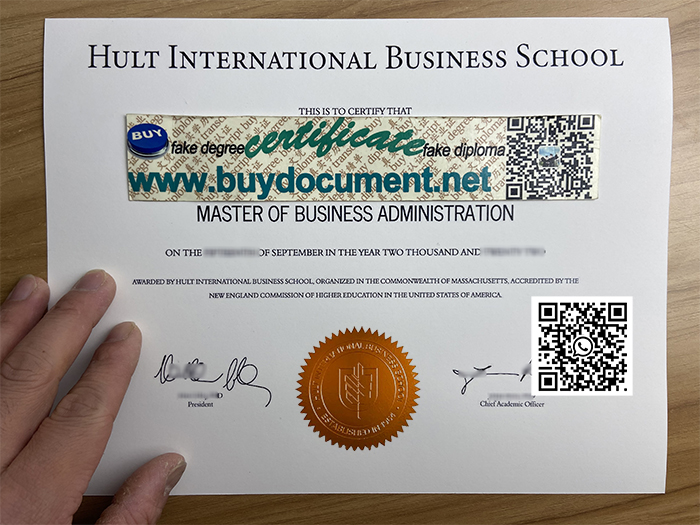 HULT INTERNATIONAL BUSINESS SCHOOL
THIS IS TO CERTIFY THAT
BUY
fake degree certificate fake diploma
www.buydocument.net
MASTER OF BUSINESS ADMINISTRATION
ON THE OF SEPTEMBER IN THE YEAR TWO THOUSAND AND
AWARDED BY HULT INTERNATIONAL BUSINESS SCHOOL, ORGANIZED IN THE COMMONWEALTH OF MASSACHUSETTS, ACCREDITED BY THE
NEW ENGLAND COMMISSION OF HIGHER EDUCATION IN THE UNITED STATES OF AMERICA.
President
Chief Academic Officer
ESTABLISHED IN 1964